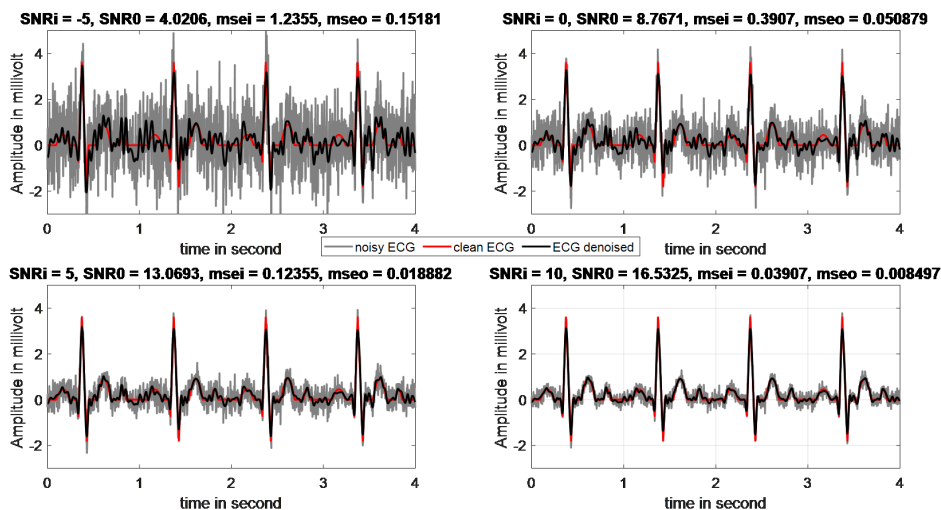 SNRi = -5, SNR0 = 4.0206, msei = 1.2355, mseo = 0.15181
Amplitude in millivolt
4
2
0
-2
0 1 2 3 4
time in second
SNRi = 0, SNR0 = 8.7671, msei = 0.3907, mseo = 0.050879
Amplitude in millivolt
4
2
0
-2
0 1 2 3 4
time in second
noisy ECG clean ECG ECG denoised
SNRi = 5, SNR0 = 13.0693, msei = 0.12355, mseo = 0.018882
Amplitude in millivolt
4
2
0
-2
0 1 2 3 4
time in second
SNRi = 10, SNR0 = 16.5325, msei = 0.03907, mseo = 0.008497
Amplitude in millivolt
4
2
0
-2
0 1 2 3 4
time in second